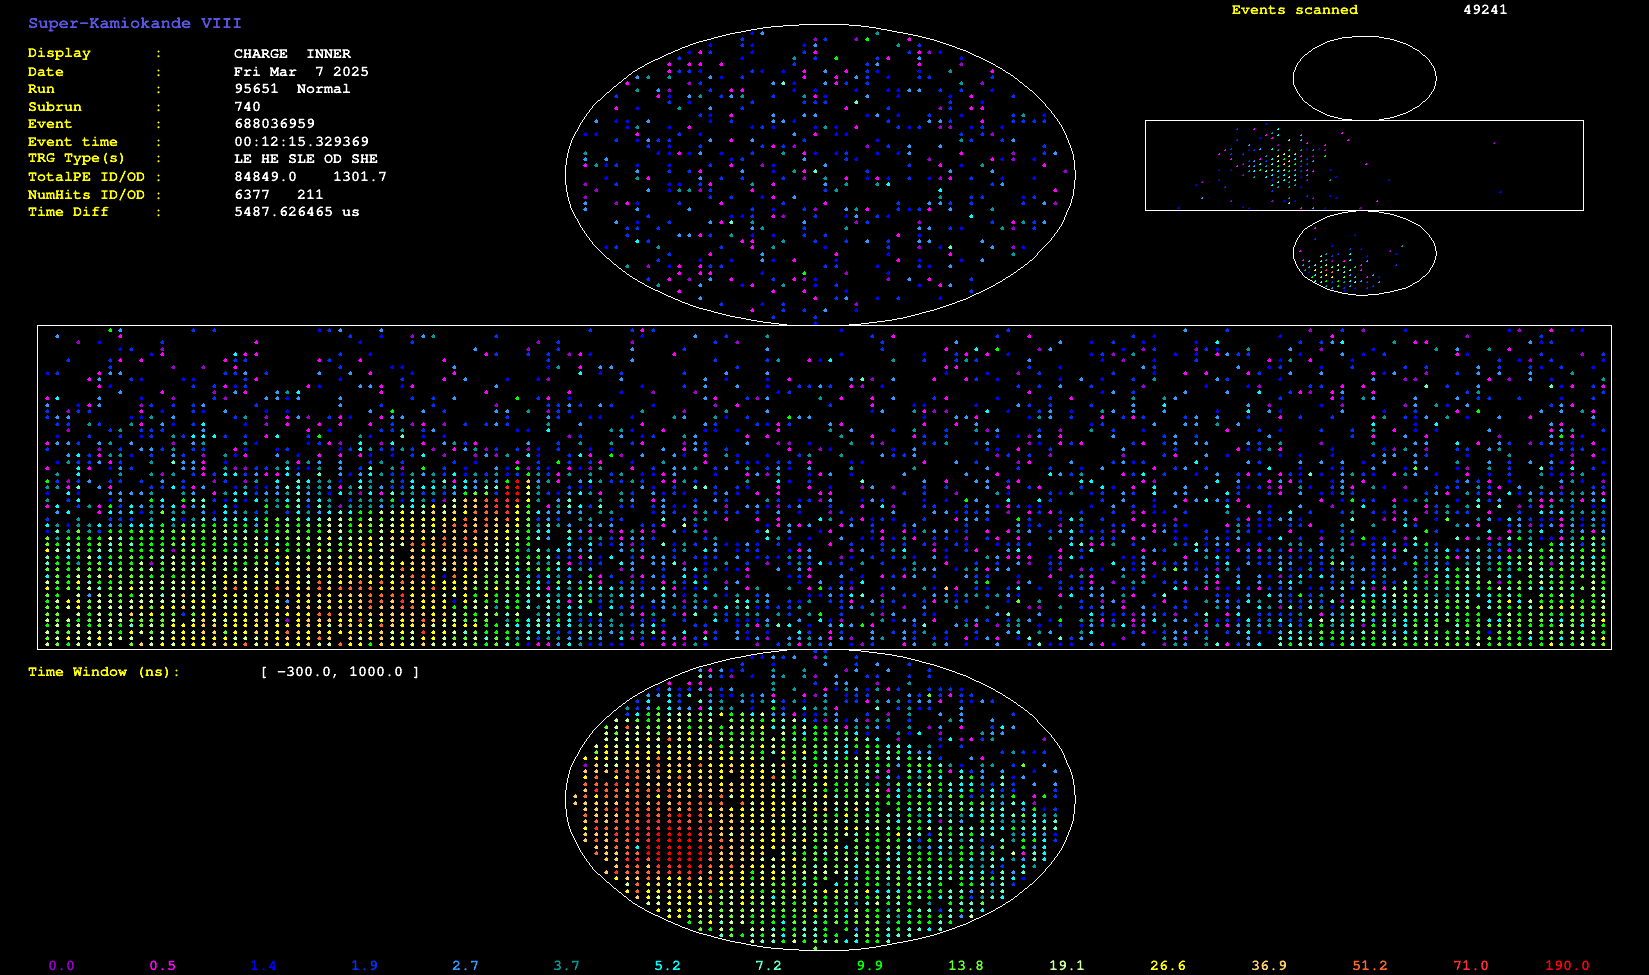 Super-Kamiokande VIII
Events scanned 49241
Display : CHARGE INNER
Date : Fri Mar 7 2025
Run : 95651 Normal
Subrun : 740
Event : 688036959
Event time : 00:12:15.329369
TRG Type(s) : LE HE SLE OD SHE
TotalPE ID/OD : 84849.0 1301.7
NumHits ID/OD : 6377 211
Time Diff : 5487.626465 us
Time Window (ns): [ -300.0, 1000.0 ]
0.0 0.5 1.4 1.9 2.7 3.7 5.2 7.2 9.9 13.8 19.1 26.6 36.9 51.2 71.0 190.0